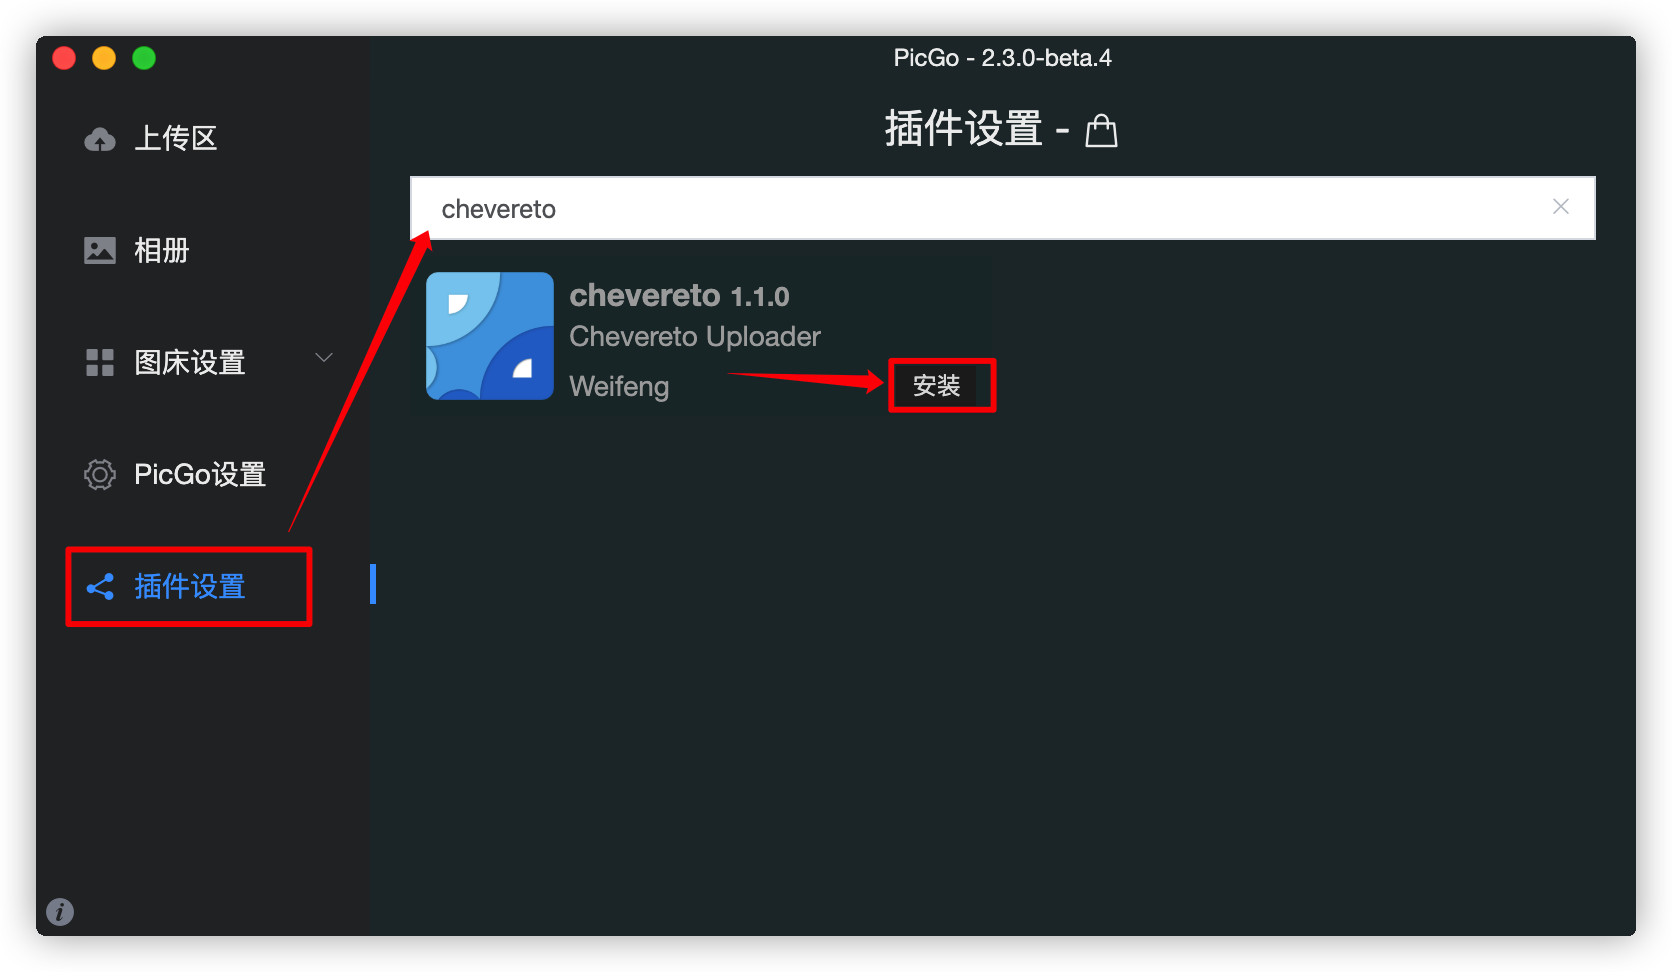 PicGo - 2.3.0-beta.4
上传区
相册
图床设置
PicGo设置
插件设置
插件设置 -
chevereto
chevereto 1.1.0
Chevereto Uploader
Weifeng
安装